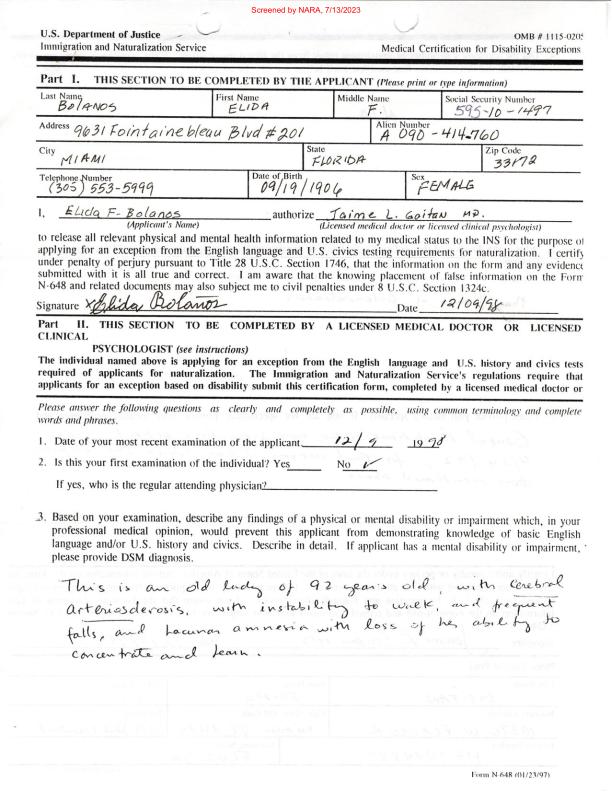 Screened by NARA, 7/13/2023
U.S. Department of Justice
OMB # 1115-0205
Immigration and Naturalization Service
Medical Certification for Disability Exceptions
Part I. THIS SECTION TO BE COMPLETED BY THE APPLICANT (Please print or type information)
Last Name First Name Middle Name Social Security Number
BOLANOS ELIDA F. 595-10-1497
Address 9631 Fointainebleau Blvd #201 Alien Number A 090-414-760
City State Zip Code
MIAMI FLORIDA 33172
Telephone Number Date of Birth Sex
(305) 553-5999 09/19/1906 FEMALE
I, Elida F. Bolanos authorize Jaime L. Gaitan MD.
(Applicant's Name) (Licensed medical doctor or licensed clinical psychologist)
to release all relevant physical and mental health information related to my medical status to the INS for the purpose of
applying for an exception from the English language and U.S. civics testing requirements for naturalization. I certify
under penalty of perjury pursuant to Title 28 U.S.C. Section 1746, that the information on the form and any evidence
submitted with it is all true and correct. I am aware that the knowing placement of false information on the Form
N-648 and related documents may also subject me to civil penalties under 8 U.S.C. Section 1324c.
Signature x Elida Bolaños Date 12/09/98
Part II. THIS SECTION TO BE COMPLETED BY A LICENSED MEDICAL DOCTOR OR LICENSED
CLINICAL
PSYCHOLOGIST (see instructions)
The individual named above is applying for an exception from the English language and U.S. history and civics tests
required of applicants for naturalization. The Immigration and Naturalization Service's regulations require that
applicants for an exception based on disability submit this certification form, completed by a licensed medical doctor or
Please answer the following questions as clearly and completely as possible, using common terminology and complete
words and phrases.
1. Date of your most recent examination of the applicant 12/9 1998
2. Is this your first examination of the individual? Yes No ✓
If yes, who is the regular attending physician?
3. Based on your examination, describe any findings of a physical or mental disability or impairment which, in your
professional medical opinion, would prevent this applicant from demonstrating knowledge of basic English
language and/or U.S. history and civics. Describe in detail. If applicant has a mental disability or impairment,
please provide DSM diagnosis.
This is an old lady of 92 years old, with cerebral
arteriosclerosis, with instability to walk, and frequent
falls, and Lacunar amnesia with loss of her ability to
concentrate and learn.
Form N-648 (01/23/97)